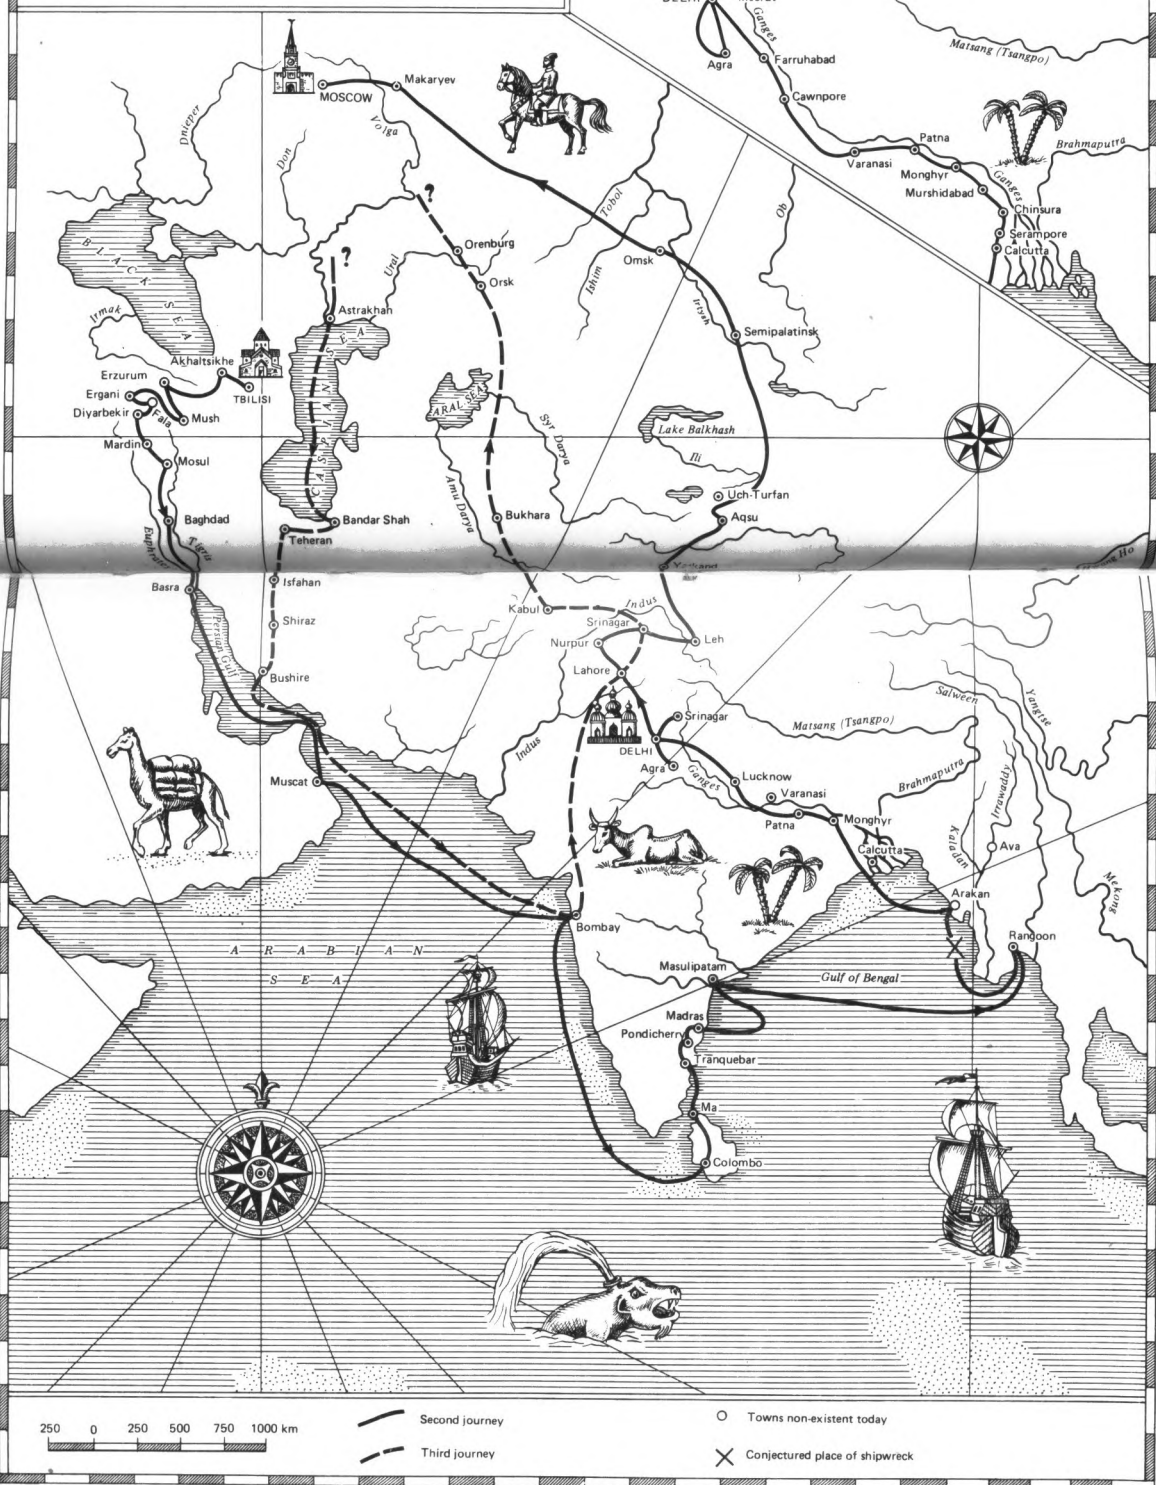 Ganges
Matsang (Tsangpo)
Agra
Farruhabad
Cawnpore
Makaryev
MOSCOW
Volga
Dnieper
Don
Patna
Varanasi
Brahmaputra
Monghyr
Ganges
Murshidabad
Chinsura
Serampore
Calcutta
Tobol
Ob
?
Orenburg
Omsk
BLACK SEA
?
Ural
Orsk
Ishim
Irtysh
Irmak
Astrakhan
Semipalatinsk
Akhaltsikhe
Erzurum
TBILISI
Ergani
Diyarbekir
Fala
Mush
CASPIAN SEA
ARAL SEA
Syr Darya
Lake Balkhash
Mardin
Mosul
Ili
Amu Darya
Uch-Turfan
Baghdad
Bandar Shah
Bukhara
Aqsu
Euphrates
Tigris
Teheran
Basra
Isfahan
Kabul
Indus
Srinagar
Shiraz
Nurpur
Leh
Persian Gulf
Bushire
Lahore
Salween
Yangtse
Srinagar
Matsang (Tsangpo)
Indus
DELHI
Muscat
Agra
Ganges
Lucknow
Brahmaputra
Irrawaddy
Varanasi
Patna
Monghyr
Calcutta
Kaladan
Ava
Mekong
Arakan
Bombay
Rangoon
ARABIAN
SEA
Masulipatam
Gulf of Bengal
Madras
Pondicherry
Tranquebar
Ma
Colombo
250 0 250 500 750 1000 km
Second journey
Third journey
Towns non-existent today
Conjectured place of shipwreck